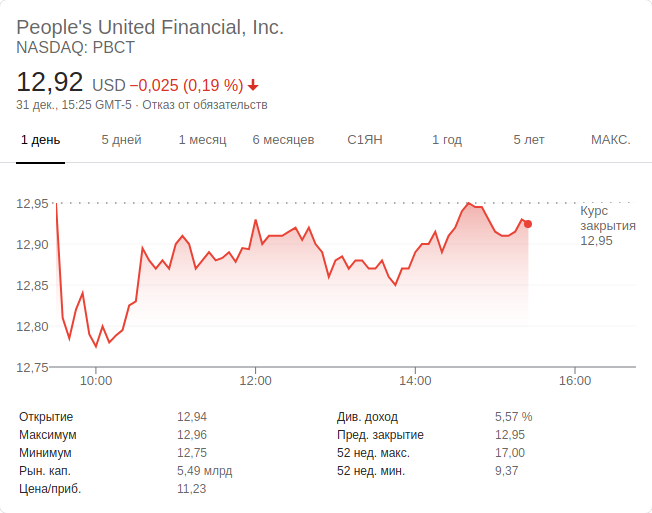 People's United Financial, Inc.
NASDAQ: PBCT
12,92 USD −0,025 (0,19 %)
31 дек., 15:25 GMT-5 · Отказ от обязательств
1 день 5 дней 1 месяц 6 месяцев С1ЯН 1 год 5 лет МАКС.
12,95
12,90
12,85
12,80
12,75
Курс
закрытия
12,95
10:00 12:00 14:00 16:00
Открытие 12,94
Максимум 12,96
Минимум 12,75
Рын. кап. 5,49 млрд
Цена/приб. 11,23
Див. доход 5,57 %
Пред. закрытие 12,95
52 нед. макс. 17,00
52 нед. мин. 9,37